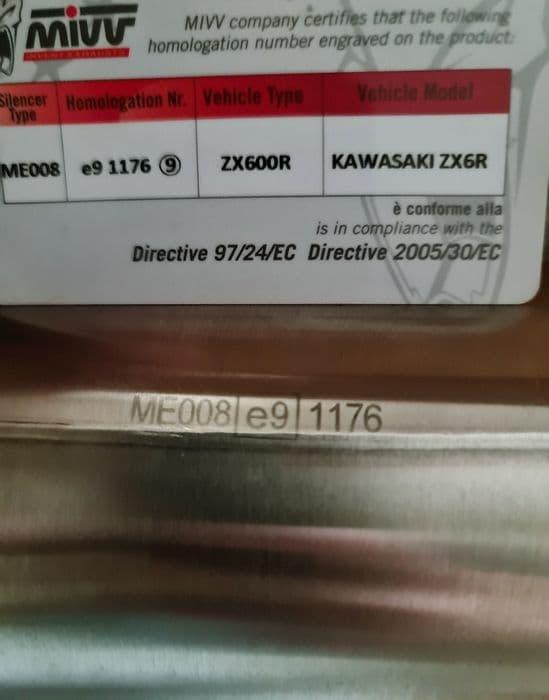 mivv
MIVV company certifies that the following
homologation number engraved on the product:
Silencer Type Homologation Nr. Vehicle Type Vehicle Model
ME008 e9 1176 ⑨ ZX600R KAWASAKI ZX6R
è conforme alla
is in compliance with the
Directive 97/24/EC Directive 2005/30/EC
ME008 e9 1176